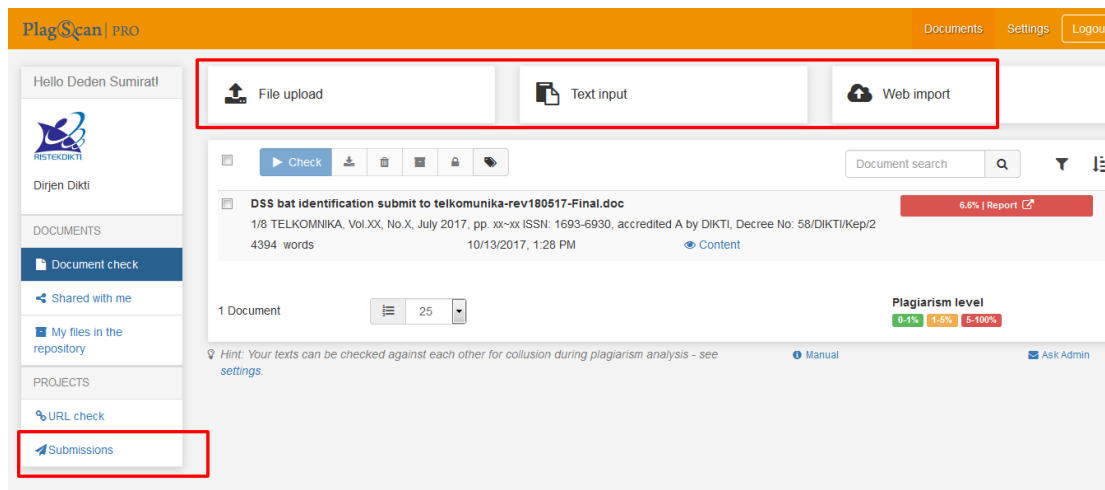 PlagScan | PRO
Documents Settings Logou
Hello Deden Sumirat!
RISTEKDIKTI
Dirjen Dikti
DOCUMENTS
Document check
Shared with me
My files in the
repository
PROJECTS
URL check
Submissions
File upload Text input Web import
Check
Document search
DSS bat identification submit to telkomunika-rev180517-Final.doc
6.6% | Report
1/8 TELKOMNIKA, Vol.XX, No.X, July 2017, pp. xx~xx ISSN: 1693-6930, accredited A by DIKTI, Decree No: 58/DIKTI/Kep/2
4394 words 10/13/2017, 1:28 PM Content
1 Document 25
Plagiarism level
0-1% 1-5% 5-100%
Hint: Your texts can be checked against each other for collusion during plagiarism analysis - see
settings.
Manual Ask Admin